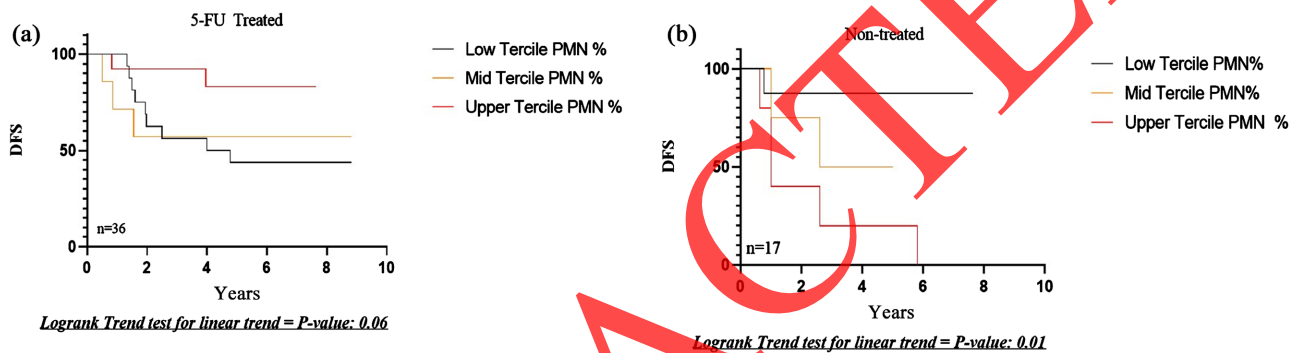 5-FU Treated
(a)
100
50
0
DFS
n=36
0 2 4 6 8 10
Years
Low Tercile PMN %
Mid Tercile PMN %
Upper Tercile PMN %
Logrank Trend test for linear trend = P-value: 0.06
(b)
Non-treated
100
50
0
DFS
n=17
0 2 4 6 8 10
Years
Low Tercile PMN%
Mid Tercile PMN%
Upper Tercile PMN %
Logrank Trend test for linear trend = P-value: 0.01